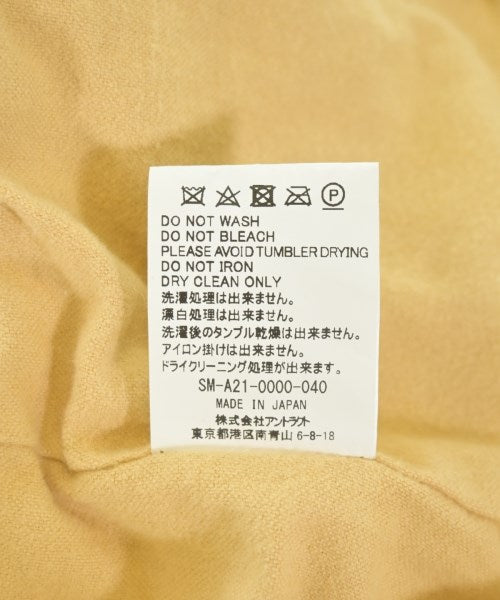 DO NOT WASH
DO NOT BLEACH
PLEASE AVOID TUMBLER DRYING
DO NOT IRON
DRY CLEAN ONLY
洗濯処理は出来ません。
漂白処理は出来ません。
洗濯後のタンブル乾燥は出来ません。
アイロン掛けは出来ません。
ドライクリーニング処理が出来ます。
SM-A21-0000-040
MADE IN JAPAN
株式会社アントラクト
東京都港区南青山 6-8-18